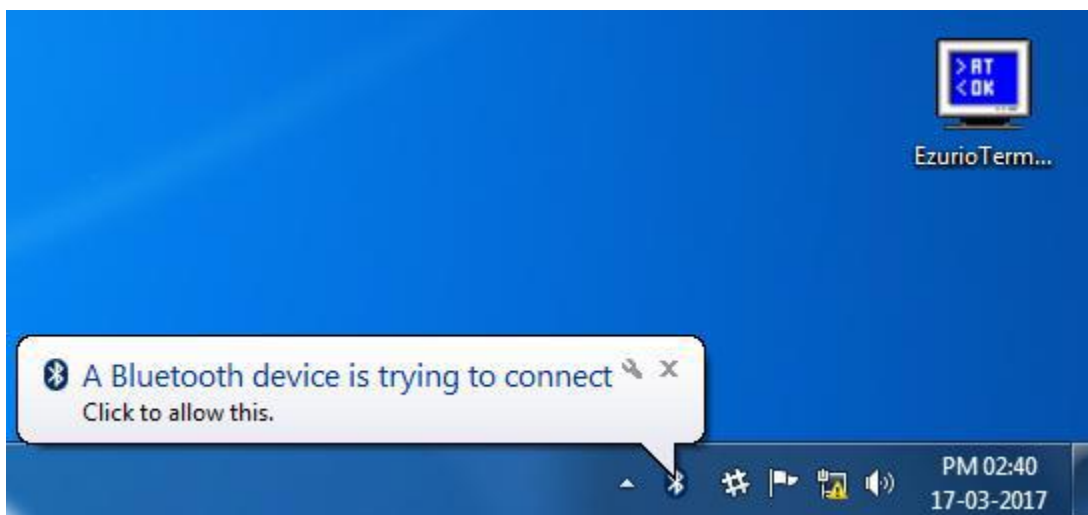 >AT
<OK
EzurioTerm...
A Bluetooth device is trying to connect
Click to allow this.
PM 02:40
17-03-2017